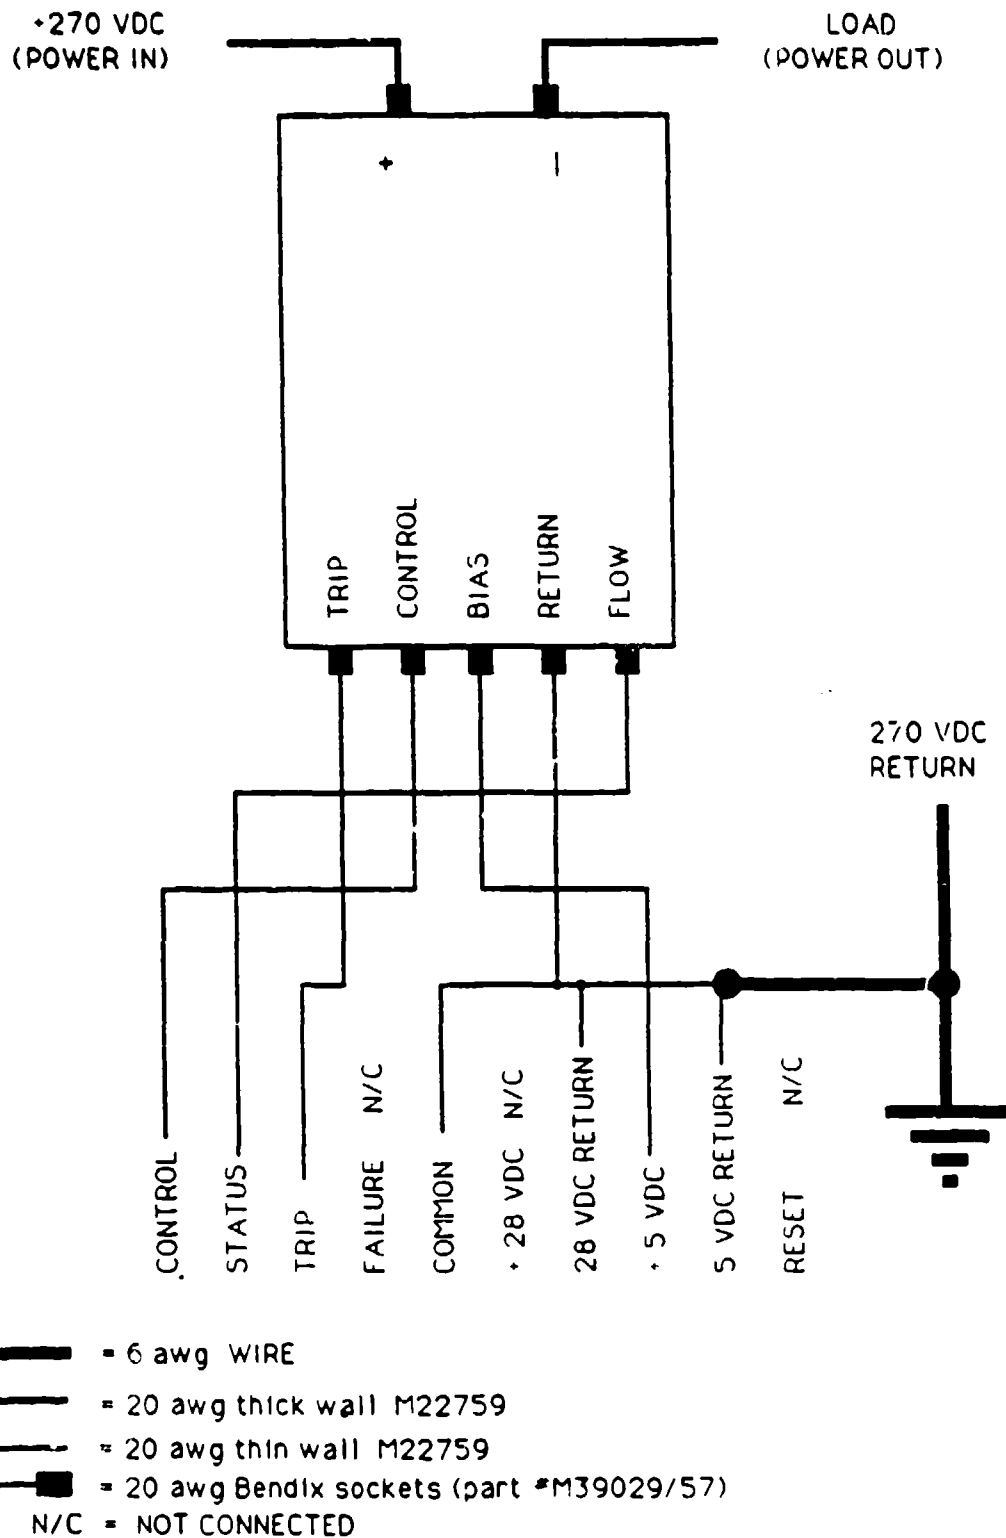 +270 VDC
(POWER IN)
LOAD
(POWER OUT)
+
—
TRIP
CONTROL
BIAS
RETURN
FLOW
270 VDC
RETURN
CONTROL
STATUS
TRIP
FAILURE N/C
COMMON
+ 28 VDC N/C
28 VDC RETURN
+ 5 VDC
5 VDC RETURN
RESET N/C
= 6 awg WIRE
= 20 awg thick wall M22759
= 20 awg thin wall M22759
= 20 awg Bendix sockets (part #M39029/57)
N/C = NOT CONNECTED